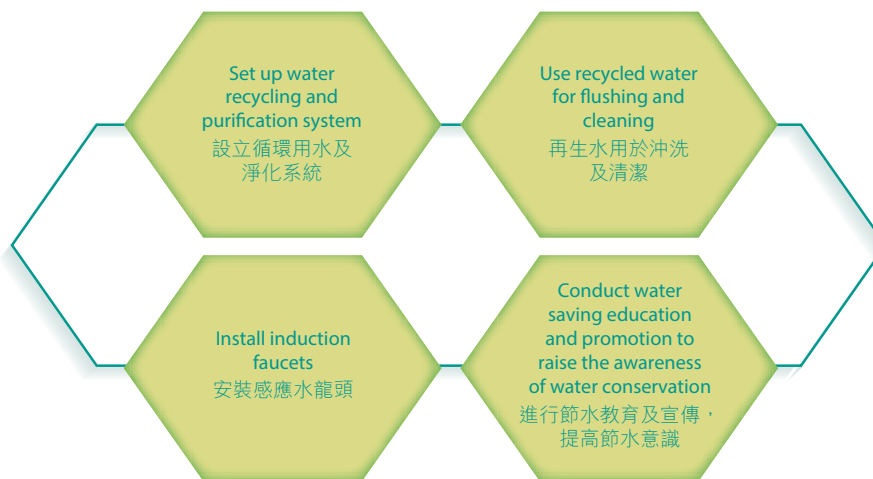 Set up water
recycling and
purification system
設立循環用水及
淨化系統
Use recycled water
for flushing and
cleaning
再生水用於沖洗
及清潔
Install induction
faucets
安裝感應水龍頭
Conduct water
saving education
and promotion to
raise the awareness
of water conservation
進行節水教育及宣傳，
提高節水意識